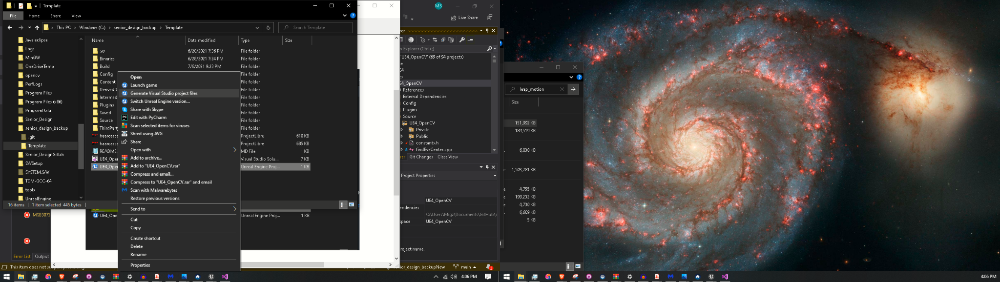 Template
File Home Share View
This PC Windows (C:) senior_design_backup Template
Search Template
Java eclipse
Logs
MinGW
OneDriveTemp
opencv
PerfLogs
Program Files
Program Files (x86)
ProgramData
Senior_Design
senior_design_backup
.git
Template
Senior_DesignGitlab
SWSetup
SYSTEM.SAV
TDM-GCC-64
tools
UnrealEngine
Name Date modified Type Size
.vs 6/28/2021 7:36 PM File folder
Binaries 6/28/2021 7:24 PM File folder
Build 7/8/2021 9:23 PM File folder
Config File folder
Content File folder
DerivedD File folder
Intermed File folder
Plugins File folder
Saved File folder
Source File folder
ThirdParty File folder
haarcasca ProjectLibre 610 KB
haarcasca ProjectLibre 685 KB
README. MD File 1 KB
UE4_Open Visual Studio Solu... 7 KB
UE4_Open Unreal Engine Proj... 1 KB
16 items 1 item selected 445 bytes
Open
Launch game
Generate Visual Studio project files
Switch Unreal Engine version...
Share with Skype
Edit with PyCharm
Scan selected items for viruses
Shred using AVG
Share
Open with
Add to archive...
Add to "UE4_OpenCV.rar"
Compress and email...
Compress to "UE4_OpenCV.rar" and email
Scan with Malwarebytes
Restore previous versions
Send to
Cut
Copy
Create shortcut
Delete
Rename
Properties
MSB3073
UE4_Ope Unreal Engine Proj... 1 KB
Error List Output
This item does not su
MS
Live Share
rer
n Explorer (Ctrl+;)
'UE4_OpenCV' (69 of 94 projects)
ne
E4
es
E4_OpenCV
References
External Dependencies
Config
Plugins
Source
UE4_OpenCV
Private
Public
constants.h
findEyeCenter.cpp
rer Git Changes Class View
Project Properties
UE4_OpenCV
endencies
C:\Users\Migz\Documents\GitHub\s
space UE4_OpenCV
roject name.
ior_design_backupNew main 2
leap_motion
Size
151,992 KB
189,519 KB
6,838 KB
1,503,781 KB
4,755 KB
199,232 KB
4,730 KB
6,609 KB
5 KB
4:06 PM
4:06 PM